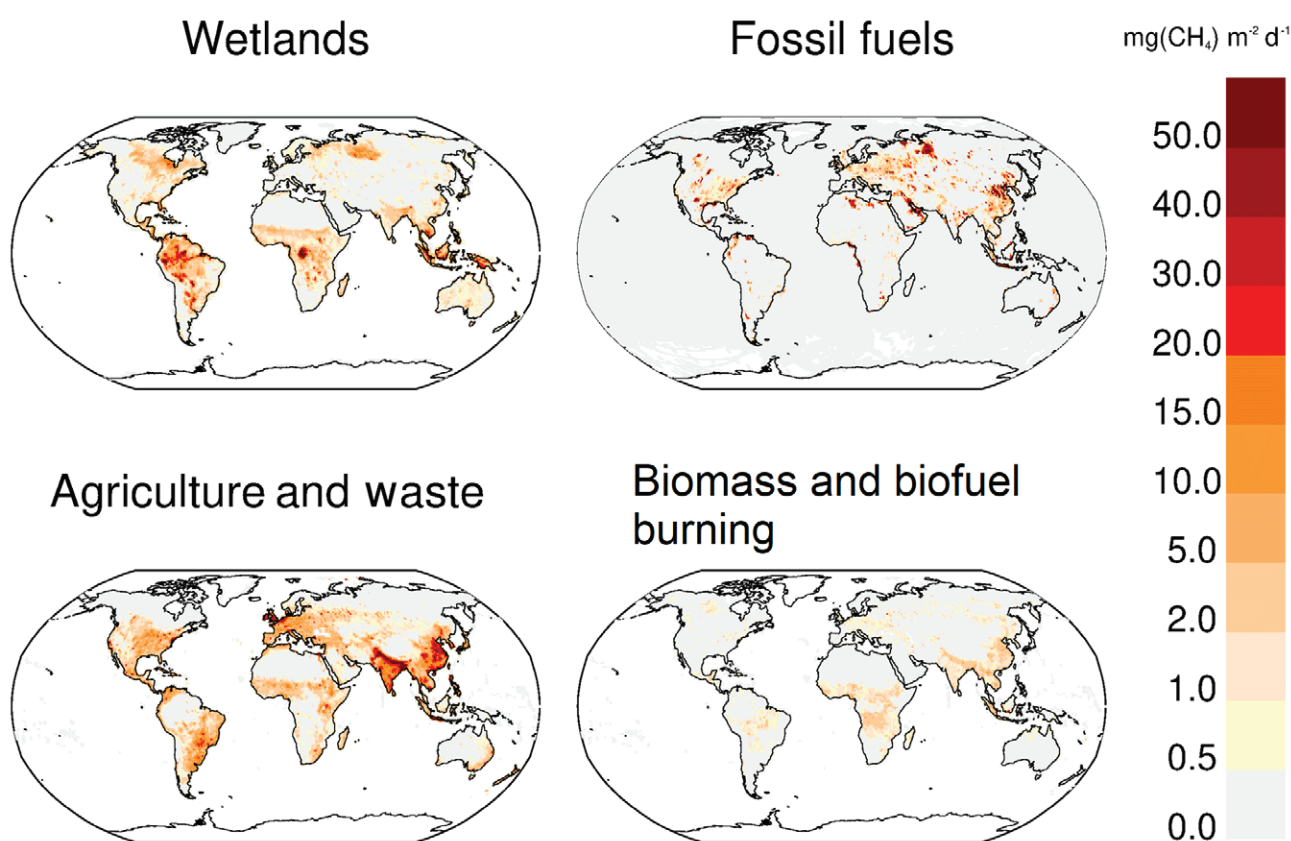 Wetlands
Fossil fuels
mg(CH₄) m⁻² d⁻¹
50.0
40.0
30.0
20.0
15.0
10.0
5.0
2.0
1.0
0.5
0.0
Agriculture and waste
Biomass and biofuel
burning